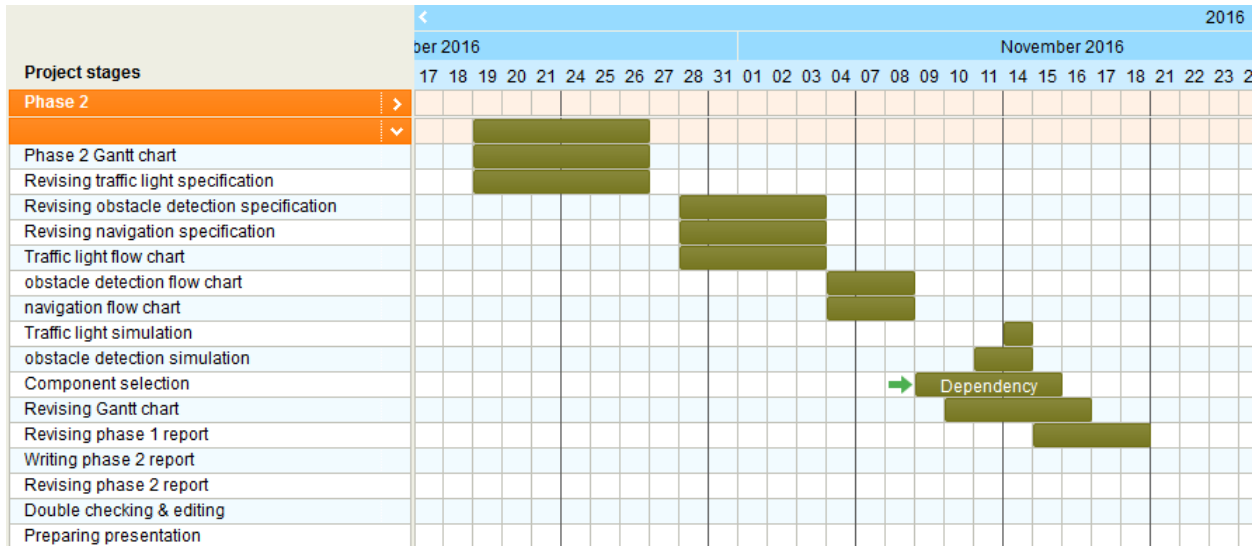 2016
ber 2016 November 2016
Project stages 17 18 19 20 21 24 25 26 27 28 31 01 02 03 04 07 08 09 10 11 14 15 16 17 18 21 22 23 2
Phase 2
Phase 2 Gantt chart
Revising traffic light specification
Revising obstacle detection specification
Revising navigation specification
Traffic light flow chart
obstacle detection flow chart
navigation flow chart
Traffic light simulation
obstacle detection simulation
Component selection Dependency
Revising Gantt chart
Revising phase 1 report
Writing phase 2 report
Revising phase 2 report
Double checking & editing
Preparing presentation